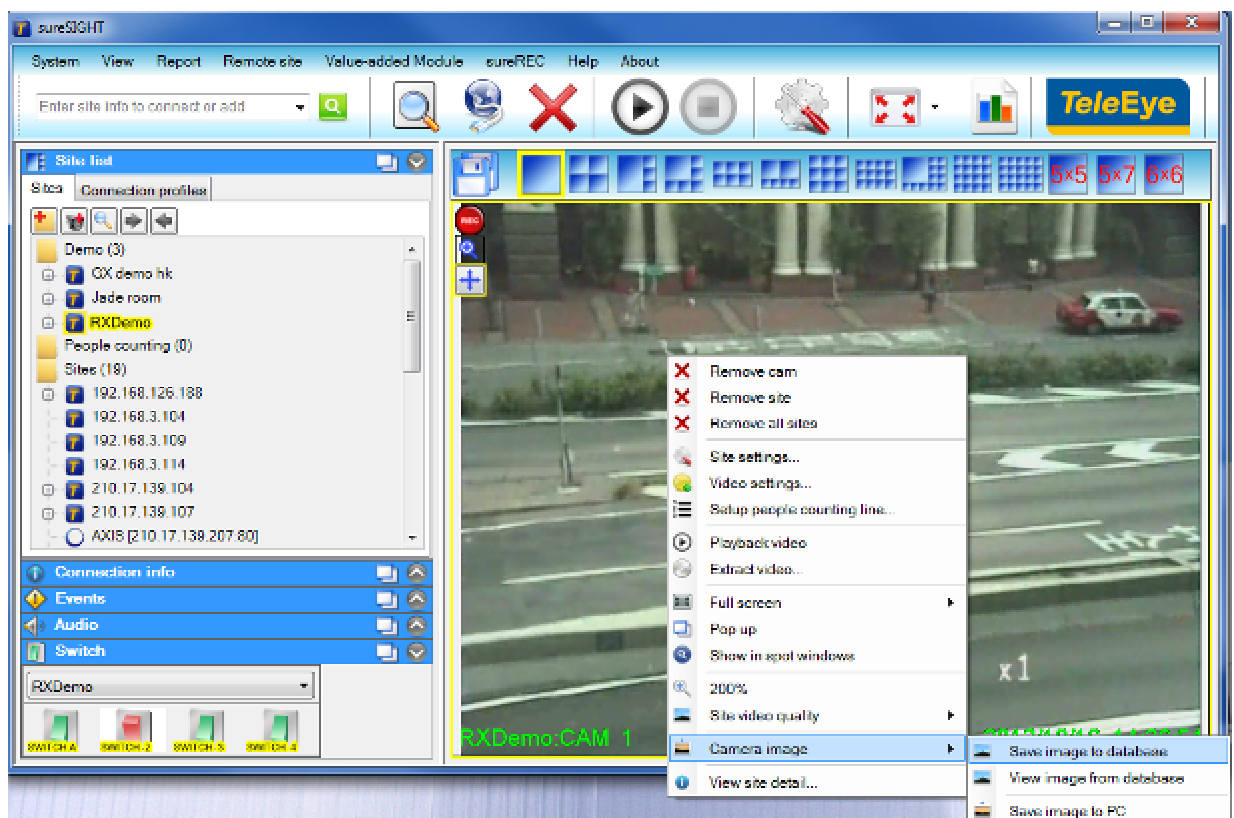 sureSIGHT
System View Report Remote site Value-added Module sureREC Help About
Enter site info to connect or add
TeleEye
Site list
Sites Connection profiles
5×5 5×7 6×6
REC
Demo (3)
QX demo hk
Jade room
RXDemo
People counting (0)
Sites (19)
192.168.126.188
192.168.3.104
192.168.3.109
192.168.3.114
210.17.139.104
210.17.139.107
AXIS [210.17.139.207:80]
Connection info
Events
Audio
Switch
RXDemo
SWITCH A SWITCH-2 SWITCH-3 SWITCH 4
Remove cam
Remove site
Remove all sites
Site settings...
Video settings...
Setup people counting line...
Playback video
Extract video...
Full screen
Pop up
Show in spot windows
200%
Site video quality
Camera image
View site detail...
Save image to database
View image from database
Save image to PC
x1
RXDemo:CAM 1